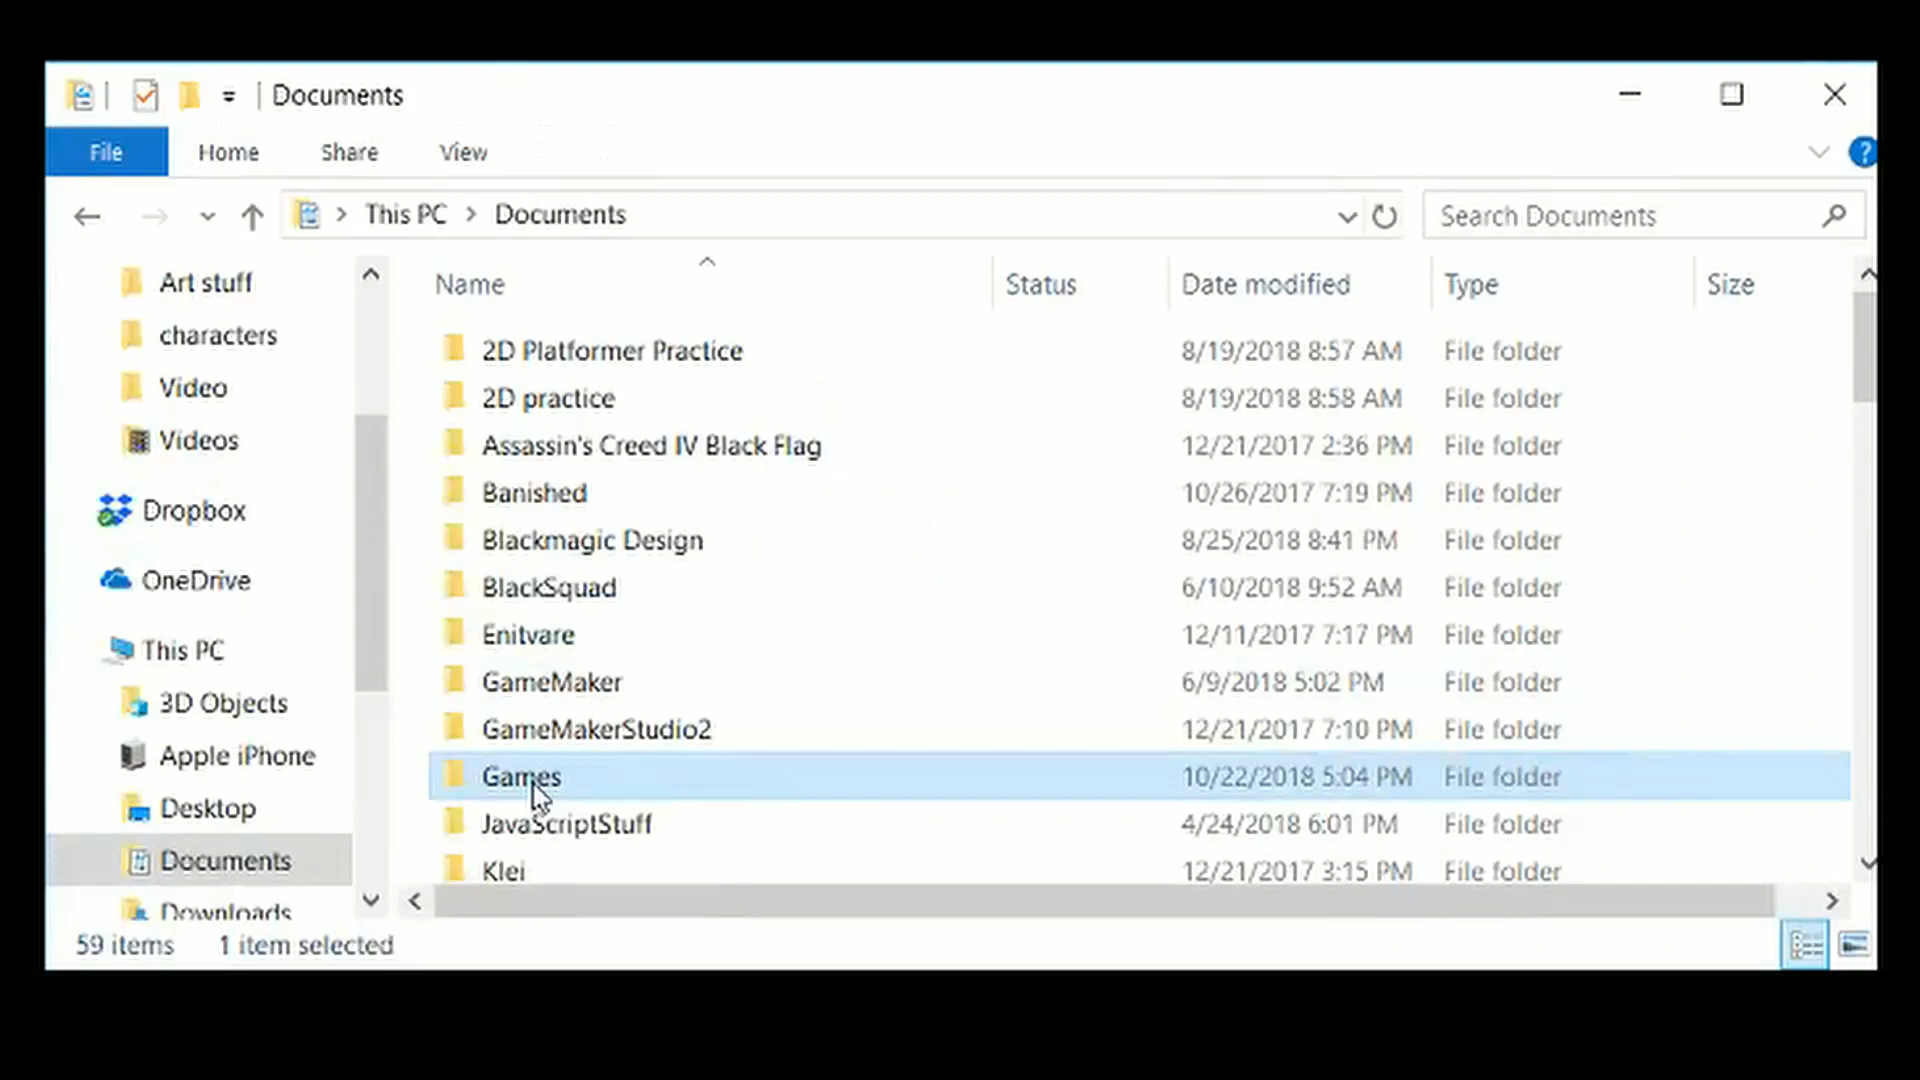 Documents
File Home Share View ?
This PC > Documents
Search Documents
Art stuff
characters
Video
Videos
Dropbox
OneDrive
This PC
3D Objects
Apple iPhone
Desktop
Documents
Downloads
Name Status Date modified Type Size
2D Platformer Practice 8/19/2018 8:57 AM File folder
2D practice 8/19/2018 8:58 AM File folder
Assassin's Creed IV Black Flag 12/21/2017 2:36 PM File folder
Banished 10/26/2017 7:19 PM File folder
Blackmagic Design 8/25/2018 8:41 PM File folder
BlackSquad 6/10/2018 9:52 AM File folder
Enitvare 12/11/2017 7:17 PM File folder
GameMaker 6/9/2018 5:02 PM File folder
GameMakerStudio2 12/21/2017 7:10 PM File folder
Games 10/22/2018 5:04 PM File folder
JavaScriptStuff 4/24/2018 6:01 PM File folder
Klei 12/21/2017 3:15 PM File folder
59 items 1 item selected